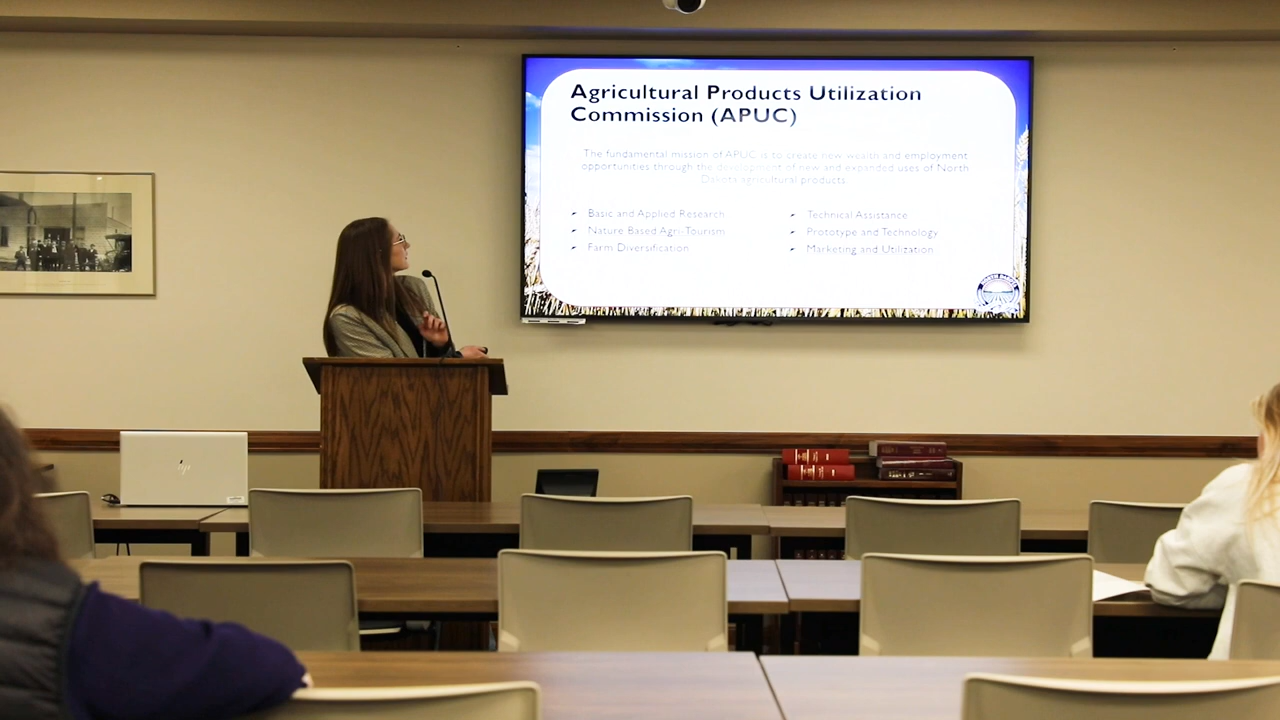 Agricultural Products Utilization
Commission (APUC)
The fundamental mission of APUC is to create new wealth and employment
opportunities through the development of new and expanded uses of North
Dakota agricultural products
Basic and Applied Research
Nature Based Agri-Tourism
Farm Diversification
Technical Assistance
Prototype and Technology
Marketing and Utilization
hp